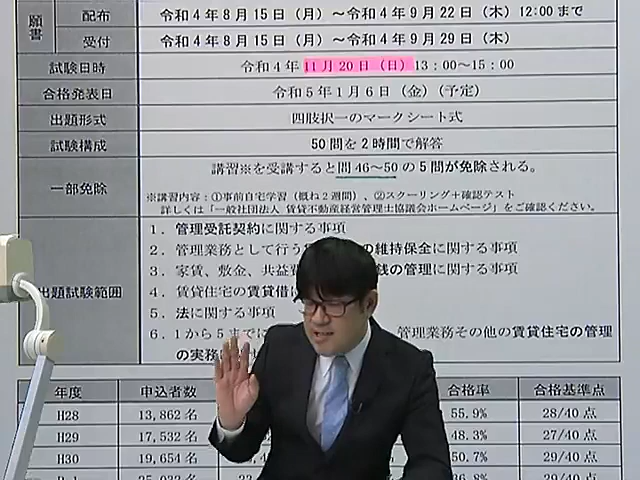 願書
配布
令和４年８月15日（月）～令和４年９月22日（木）12:00まで
受付
令和４年８月15日（月）～令和４年９月29日（木）
試験日時
令和４年11月20日（日）13：00～15：00
合格発表日
令和５年１月６日（金）（予定）
出題形式
四肢択一のマークシート式
試験構成
50問を２時間で解答
一部免除
講習※を受講すると問46～50の５問が免除される。
※講習内容：①事前自宅学習（概ね２週間）、②スクーリング＋確認テスト
詳しくは「一般社団法人 賃貸不動産経営管理士協議会ホームページ」をご確認ください。
出題試験範囲
１．管理受託契約に関する事項
２．管理業務として行う の維持保全に関する事項
３．家賃、敷金、共益 銭の管理に関する事項
４．賃貸住宅の賃貸借
５．法に関する事項
６．１から５までに 管理業務その他の賃貸住宅の管理
の実務に
年度 申込者数 合格率 合格基準点
H28 13,862名 55.9% 28/40点
H29 17,532名 48.3% 27/40点
H30 19,654名 50.7% 29/40点